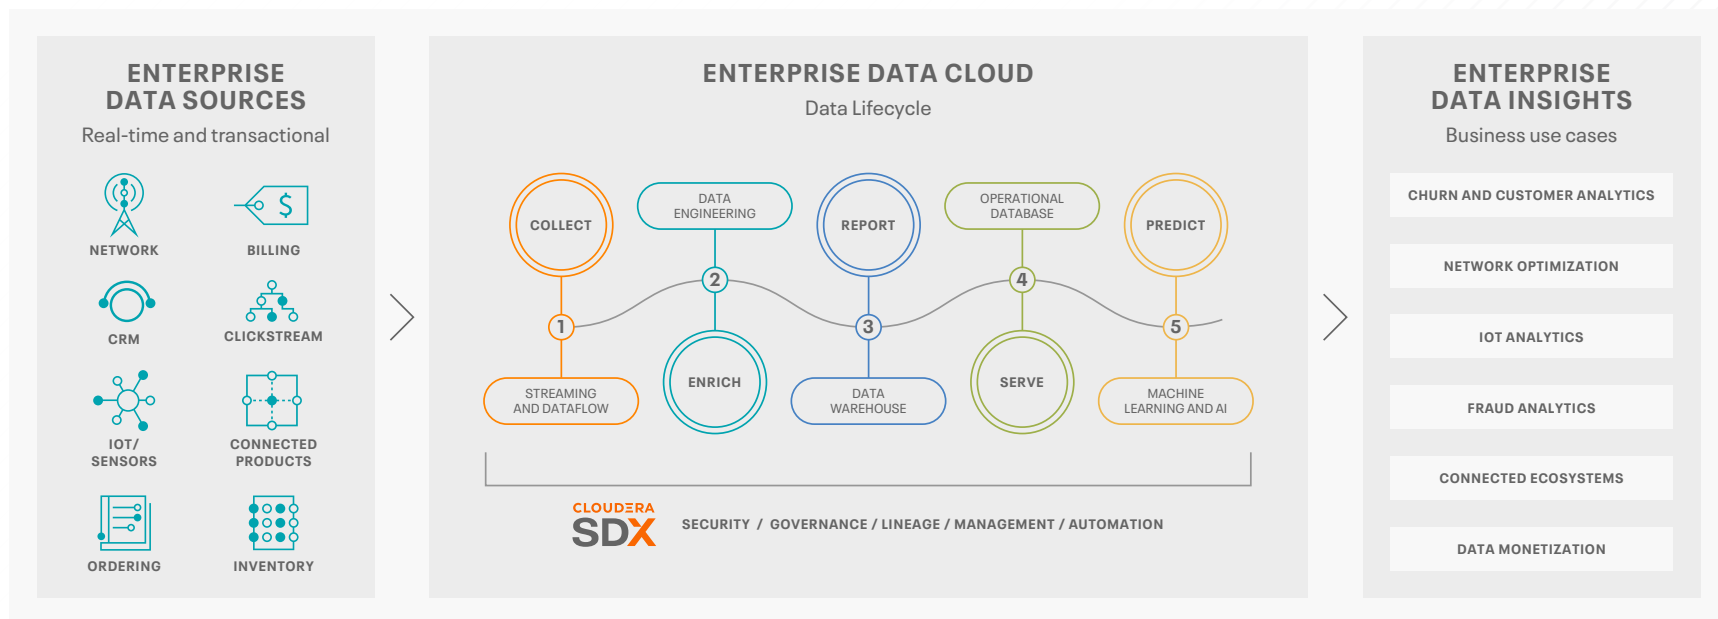 ENTERPRISE
DATA SOURCES
Real-time and transactional
NETWORK
BILLING
CRM
CLICKSTREAM
IOT/
SENSORS
CONNECTED
PRODUCTS
ORDERING
INVENTORY
$
ENTERPRISE DATA CLOUD
Data Lifecycle
COLLECT
1
STREAMING
AND DATAFLOW
DATA
ENGINEERING
2
ENRICH
REPORT
3
DATA
WAREHOUSE
OPERATIONAL
DATABASE
4
SERVE
PREDICT
5
MACHINE
LEARNING AND AI
CLOUDERA
SDX
SECURITY / GOVERNANCE / LINEAGE / MANAGEMENT / AUTOMATION
ENTERPRISE
DATA INSIGHTS
Business use cases
CHURN AND CUSTOMER ANALYTICS
NETWORK OPTIMIZATION
IOT ANALYTICS
FRAUD ANALYTICS
CONNECTED ECOSYSTEMS
DATA MONETIZATION